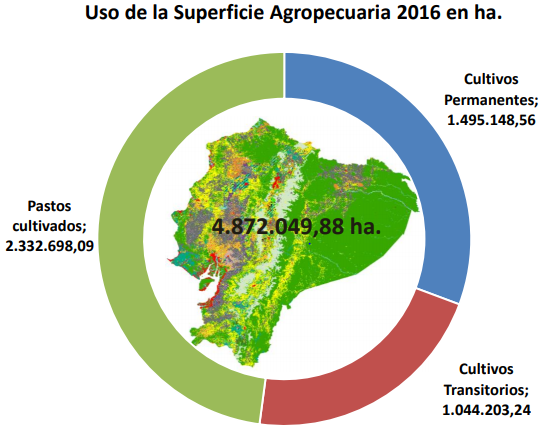 Uso de la Superficie Agropecuaria 2016 en ha.
Cultivos
Permanentes;
1.495.148,56
Pastos
cultivados;
2.332.698,09
4.872.049,88 ha.
Cultivos
Transitorios;
1.044.203,24